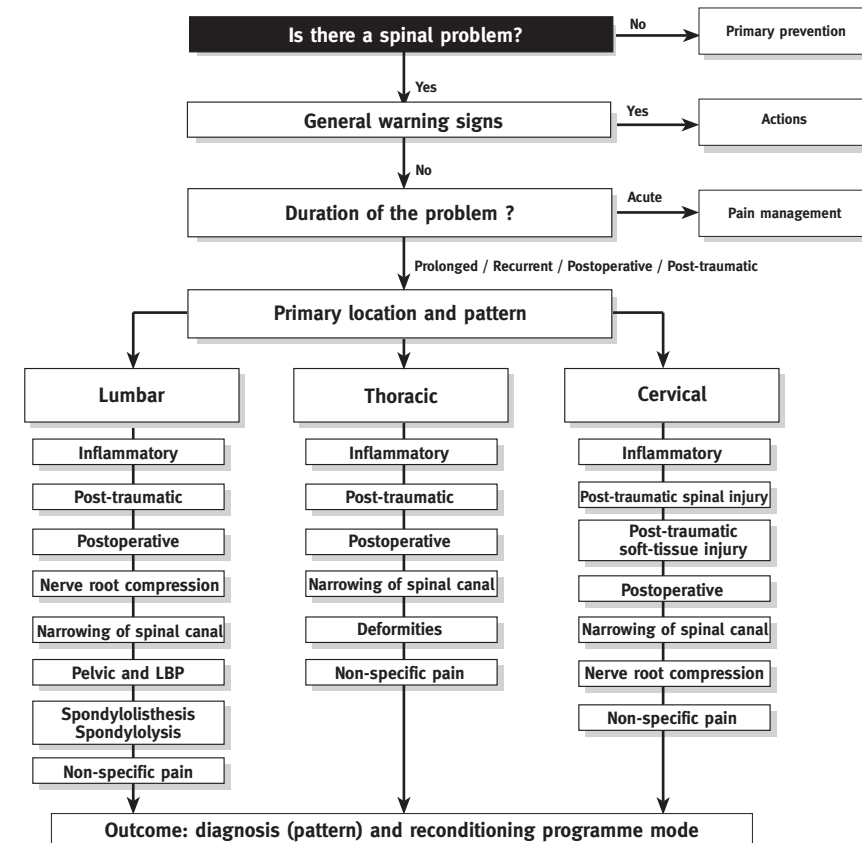 Is there a spinal problem?
No
Primary prevention
Yes
General warning signs
Yes
Actions
No
Duration of the problem ?
Acute
Pain management
Prolonged / Recurrent / Postoperative / Post-traumatic
Primary location and pattern
Lumbar
Inflammatory
Post-traumatic
Postoperative
Nerve root compression
Narrowing of spinal canal
Pelvic and LBP
Spondylolisthesis
Spondylolysis
Non-specific pain
Thoracic
Inflammatory
Post-traumatic
Postoperative
Narrowing of spinal canal
Deformities
Non-specific pain
Cervical
Inflammatory
Post-traumatic spinal injury
Post-traumatic
soft-tissue injury
Postoperative
Narrowing of spinal canal
Nerve root compression
Non-specific pain
Outcome: diagnosis (pattern) and reconditioning programme mode